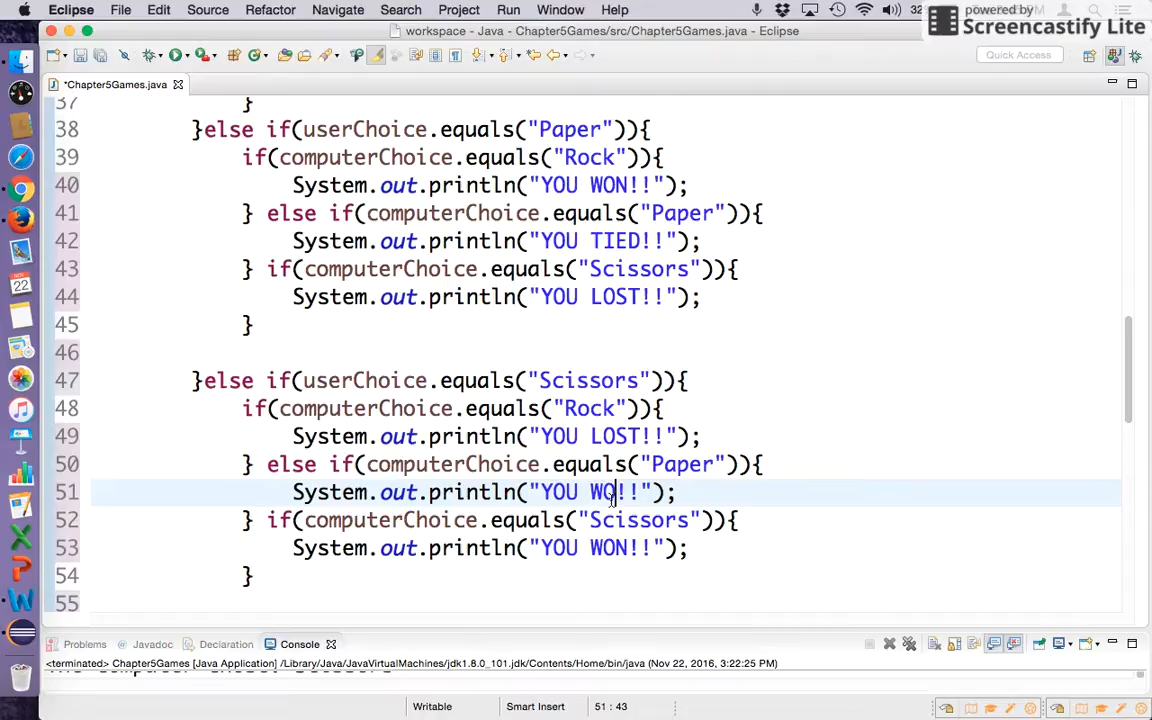 Eclipse File Edit Source Refactor Navigate Search Project Run Window Help
powered by
Screencastify Lite
workspace - Java - Chapter5Games/src/Chapter5Games.java - Eclipse
Quick Access
*Chapter5Games.java
37 }
38 }else if(userChoice.equals("Paper")){
39 if(computerChoice.equals("Rock")){
40 System.out.println("YOU WON!!");
41 } else if(computerChoice.equals("Paper")){
42 System.out.println("YOU TIED!!");
43 } if(computerChoice.equals("Scissors")){
44 System.out.println("YOU LOST!!");
45 }
46
47 }else if(userChoice.equals("Scissors")){
48 if(computerChoice.equals("Rock")){
49 System.out.println("YOU LOST!!");
50 } else if(computerChoice.equals("Paper")){
51 System.out.println("YOU WO!!");
52 } if(computerChoice.equals("Scissors")){
53 System.out.println("YOU WON!!");
54 }
55
Problems Javadoc Declaration Console
<terminated> Chapter5Games [Java Application] /Library/Java/JavaVirtualMachines/jdk1.8.0_101.jdk/Contents/Home/bin/java (Nov 22, 2016, 3:22:25 PM)
Writable Smart Insert 51 : 43
NOV
22